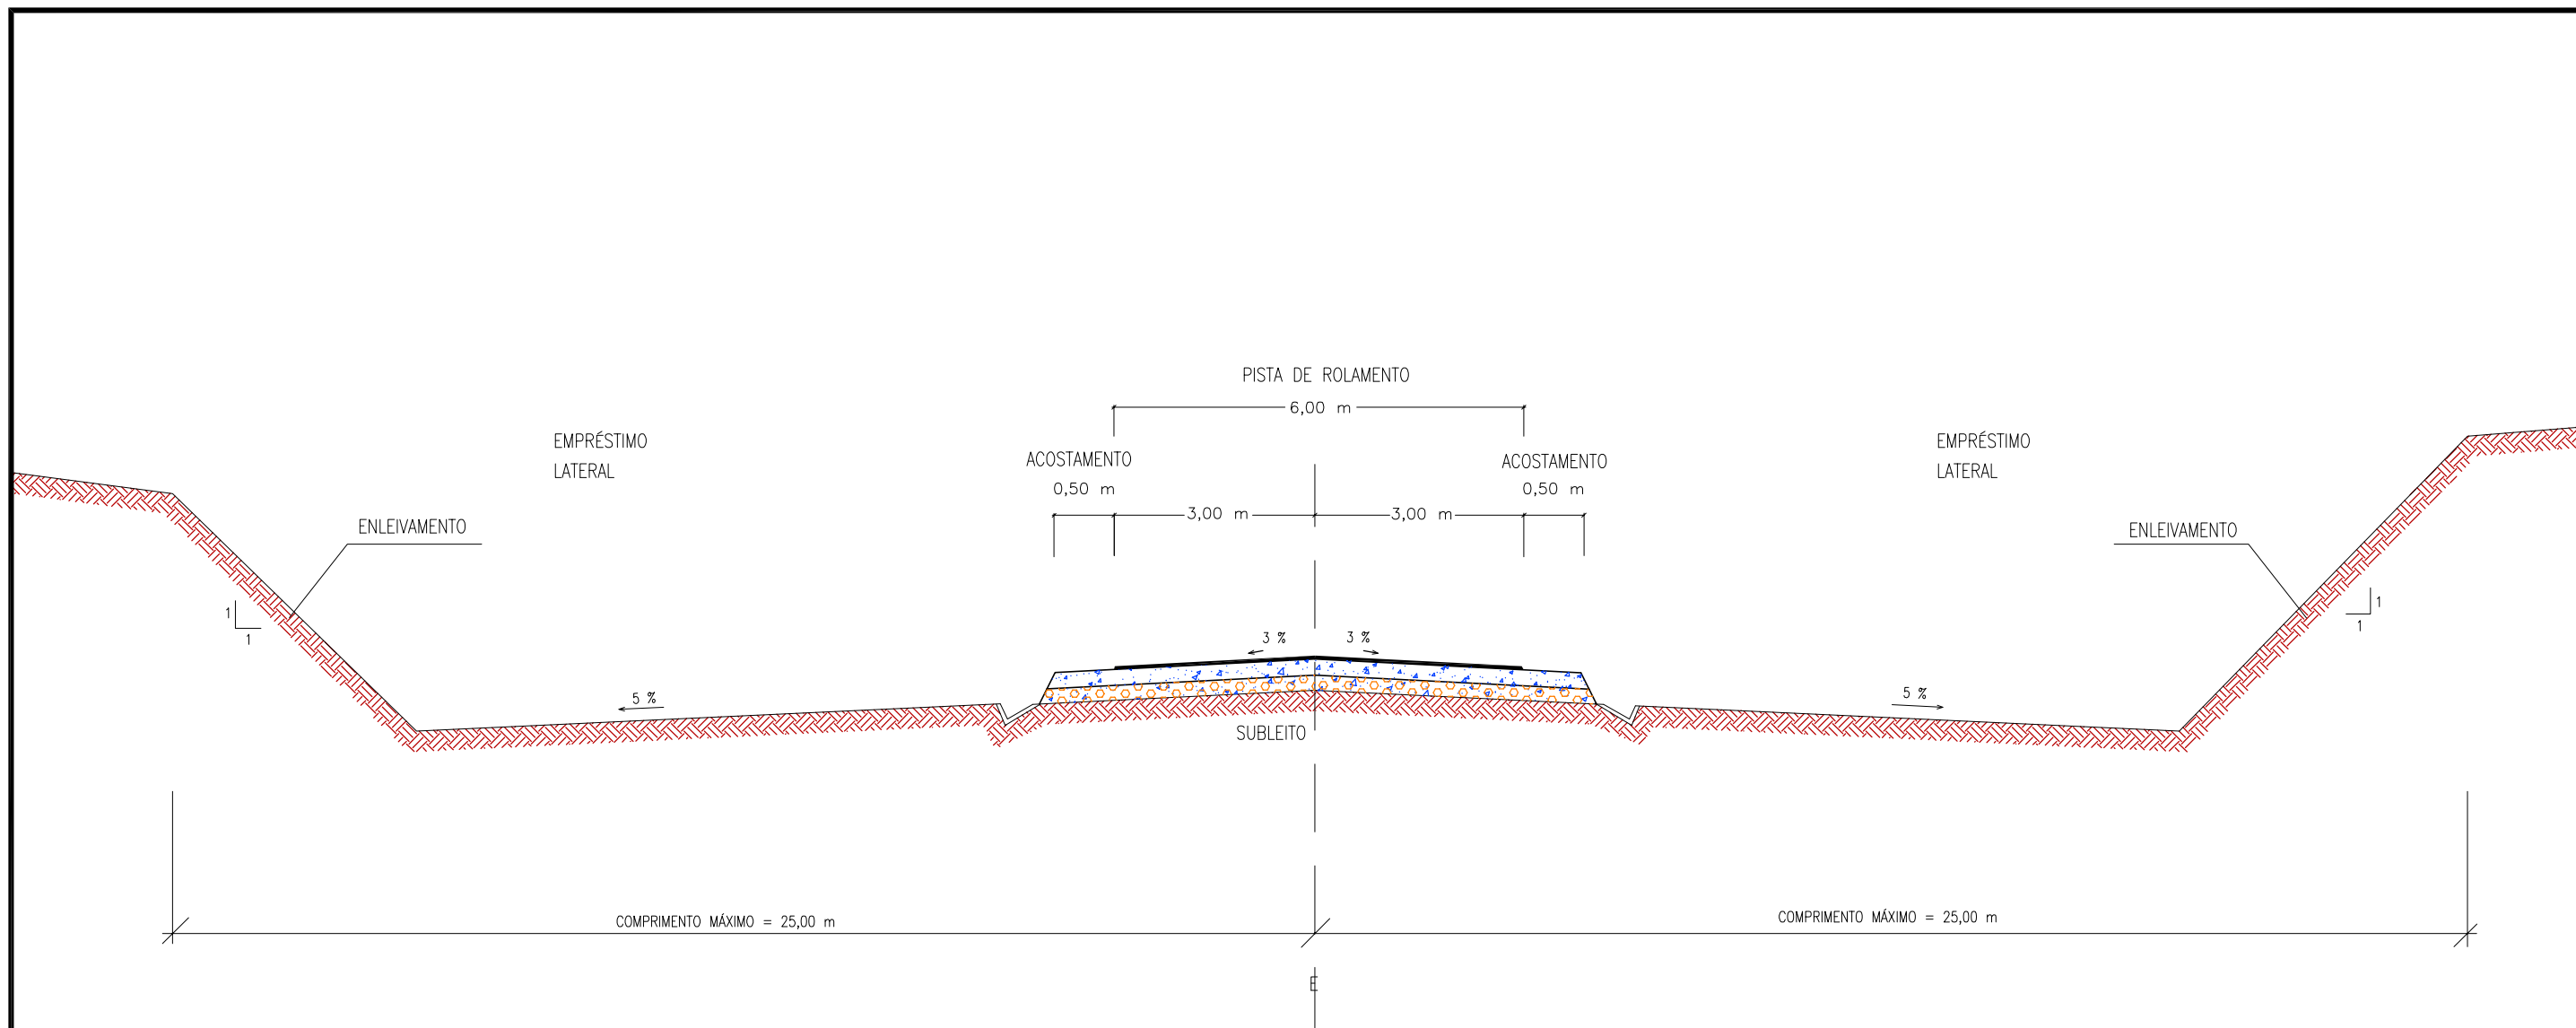 PISTA DE ROLAMENTO
6,00 m
EMPRÉSTIMO
LATERAL
EMPRÉSTIMO
LATERAL
ACOSTAMENTO
0,50 m
ACOSTAMENTO
0,50 m
3,00 m
3,00 m
ENLEIVAMENTO
ENLEIVAMENTO
1
1
1
1
3 %
3 %
5 %
5 %
SUBLEITO
COMPRIMENTO MÁXIMO = 25,00 m
COMPRIMENTO MÁXIMO = 25,00 m
E